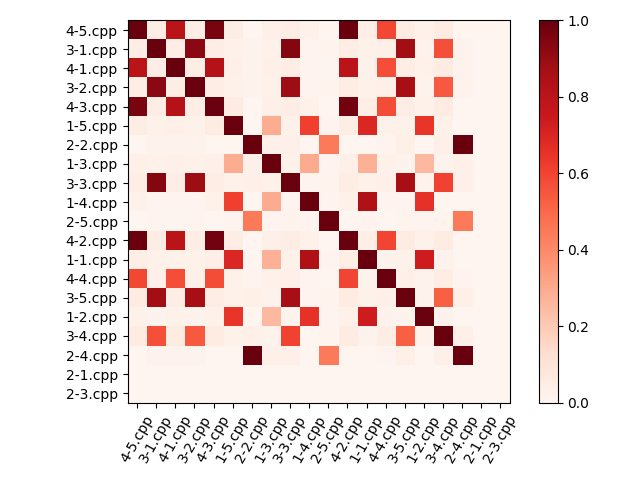 4-5.cpp
3-1.cpp
4-1.cpp
3-2.cpp
4-3.cpp
1-5.cpp
2-2.cpp
1-3.cpp
3-3.cpp
1-4.cpp
2-5.cpp
4-2.cpp
1-1.cpp
4-4.cpp
3-5.cpp
1-2.cpp
3-4.cpp
2-4.cpp
2-1.cpp
2-3.cpp
4-5.cpp 3-1.cpp 4-1.cpp 3-2.cpp 4-3.cpp 1-5.cpp 2-2.cpp 1-3.cpp 3-3.cpp 1-4.cpp 2-5.cpp 4-2.cpp 1-1.cpp 4-4.cpp 3-5.cpp 1-2.cpp 3-4.cpp 2-4.cpp 2-1.cpp 2-3.cpp
1.0
0.8
0.6
0.4
0.2
0.0